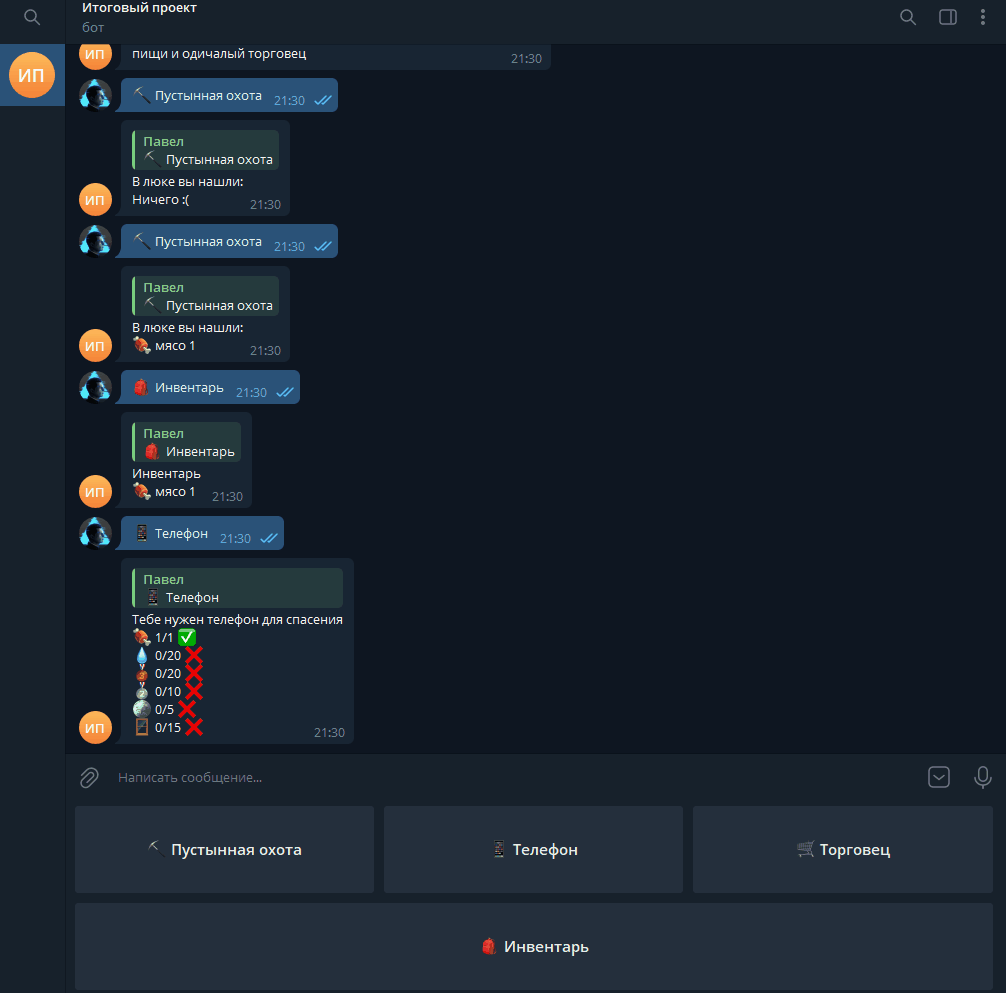 Итоговый проект
бот
ИП
ИП
пищи и одичалый торговец
21:30
Пустынная охота 21:30
Павел
Пустынная охота
В люке вы нашли:
Ничего :(
ИП
21:30
Пустынная охота 21:30
Павел
Пустынная охота
В люке вы нашли:
мясо 1
ИП
21:30
Инвентарь 21:30
Павел
Инвентарь
Инвентарь
мясо 1
ИП
21:30
Телефон 21:30
Павел
Телефон
Тебе нужен телефон для спасения
1/1
0/20
0/20
0/10
0/5
0/15
ИП
21:30
Написать сообщение...
Пустынная охота
Телефон
Торговец
Инвентарь